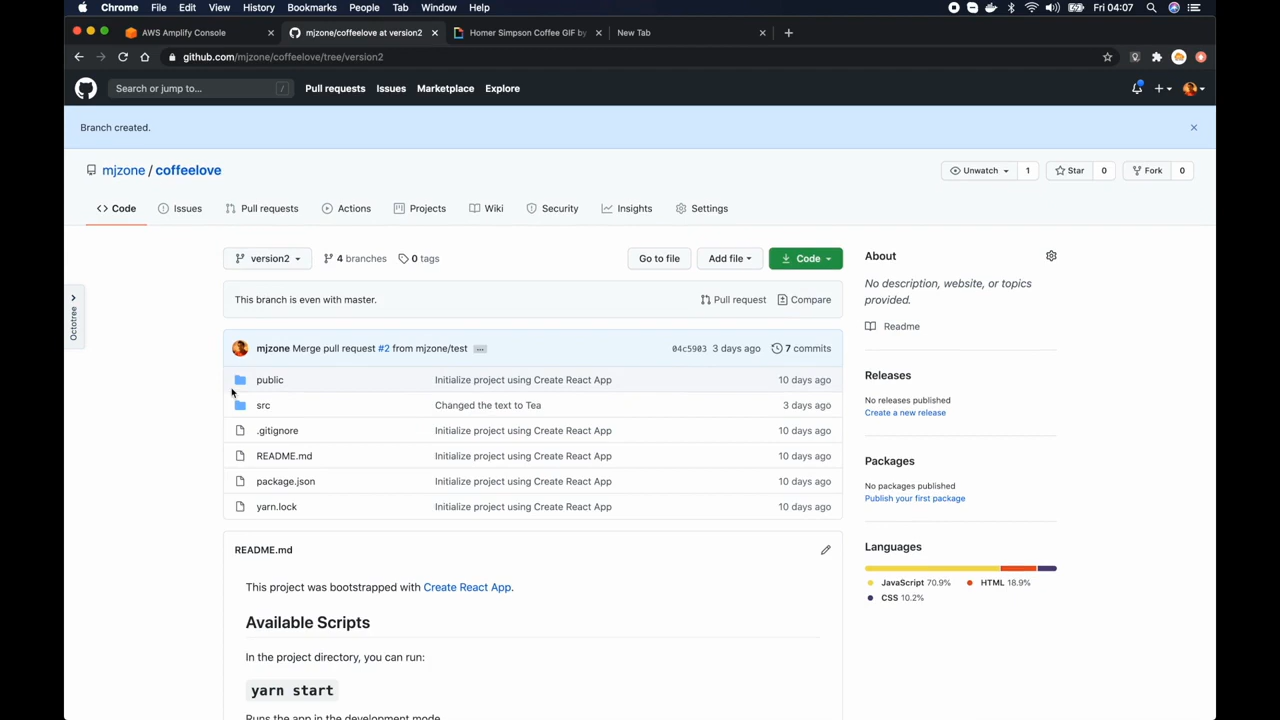 Chrome File Edit View History Bookmarks People Tab Window Help Fri 04:07
AWS Amplify Console mjzone/coffeelove at version2 Homer Simpson Coffee GIF by New Tab
github.com/mjzone/coffeelove/tree/version2
Search or jump to... / Pull requests Issues Marketplace Explore
Branch created.
mjzone / coffeelove Unwatch 1 Star 0 Fork 0
Code Issues Pull requests Actions Projects Wiki Security Insights Settings
version2 4 branches 0 tags Go to file Add file Code
This branch is even with master. Pull request Compare
mjzone Merge pull request #2 from mjzone/test ... 04c5903 3 days ago 7 commits
public Initialize project using Create React App 10 days ago
src Changed the text to Tea 3 days ago
.gitignore Initialize project using Create React App 10 days ago
README.md Initialize project using Create React App 10 days ago
package.json Initialize project using Create React App 10 days ago
yarn.lock Initialize project using Create React App 10 days ago
Octotree
README.md
This project was bootstrapped with Create React App.
Available Scripts
In the project directory, you can run:
yarn start
Runs the app in the development mode
About
No description, website, or topics
provided.
Readme
Releases
No releases published
Create a new release
Packages
No packages published
Publish your first package
Languages
JavaScript 70.9% HTML 18.9%
CSS 10.2%